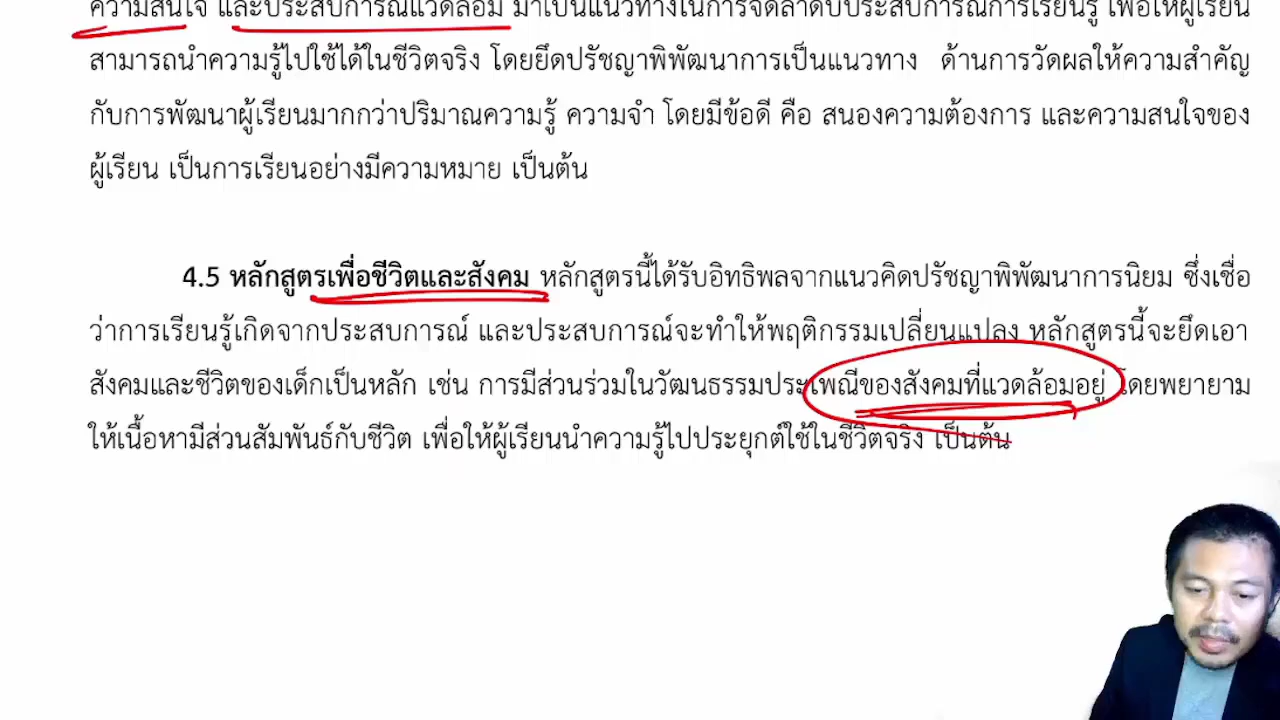 ความสนใจ และประสบการณ์แวดล้อม มาเป็นแนวทางในการจัดลำดับประสบการณ์การเรียนรู้ เพื่อให้ผู้เรียน
สามารถนำความรู้ไปใช้ได้ในชีวิตจริง โดยยึดปรัชญาพิพัฒนาการเป็นแนวทาง ด้านการวัดผลให้ความสำคัญ
กับการพัฒนาผู้เรียนมากกว่าปริมาณความรู้ ความจำ โดยมีข้อดี คือ สนองความต้องการ และความสนใจของ
ผู้เรียน เป็นการเรียนอย่างมีความหมาย เป็นต้น
4.5 หลักสูตรเพื่อชีวิตและสังคม หลักสูตรนี้ได้รับอิทธิพลจากแนวคิดปรัชญาพิพัฒนาการนิยม ซึ่งเชื่อ
ว่าการเรียนรู้เกิดจากประสบการณ์ และประสบการณ์จะทำให้พฤติกรรมเปลี่ยนแปลง หลักสูตรนี้จะยึดเอา
สังคมและชีวิตของเด็กเป็นหลัก เช่น การมีส่วนร่วมในวัฒนธรรมประเพณีของสังคมที่แวดล้อมอยู่ โดยพยายาม
ให้เนื้อหามีส่วนสัมพันธ์กับชีวิต เพื่อให้ผู้เรียนนำความรู้ไปประยุกต์ใช้ในชีวิตจริง เป็นต้น